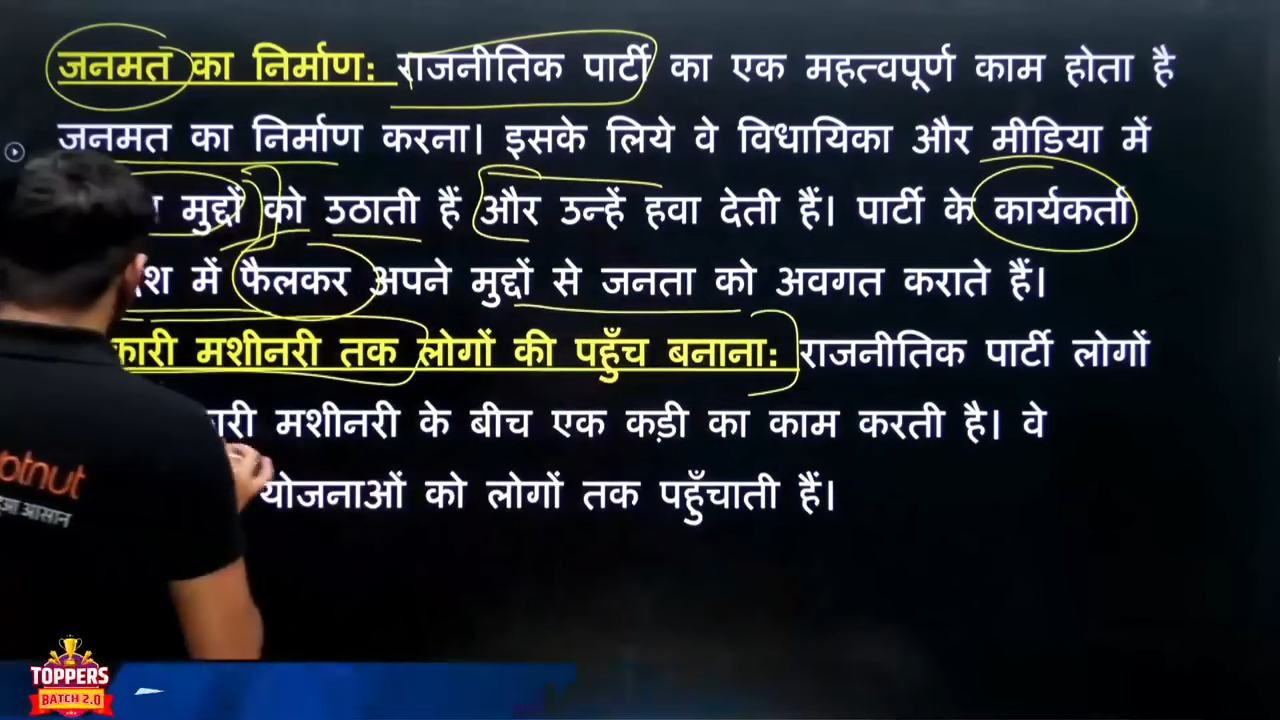 जनमत का निर्माण: राजनीतिक पार्टी का एक महत्वपूर्ण काम होता है
जनमत का निर्माण करना। इसके लिये वे विधायिका और मीडिया में
मुद्दों को उठाती हैं और उन्हें हवा देती हैं। पार्टी के कार्यकर्ता
में फैलकर अपने मुद्दों से जनता को अवगत कराते हैं।
मशीनरी तक लोगों की पहुँच बनाना: राजनीतिक पार्टी लोगों
मशीनरी के बीच एक कड़ी का काम करती है। वे
योजनाओं को लोगों तक पहुँचाती हैं।
आसान
TOPPERS
BATCH 2.0